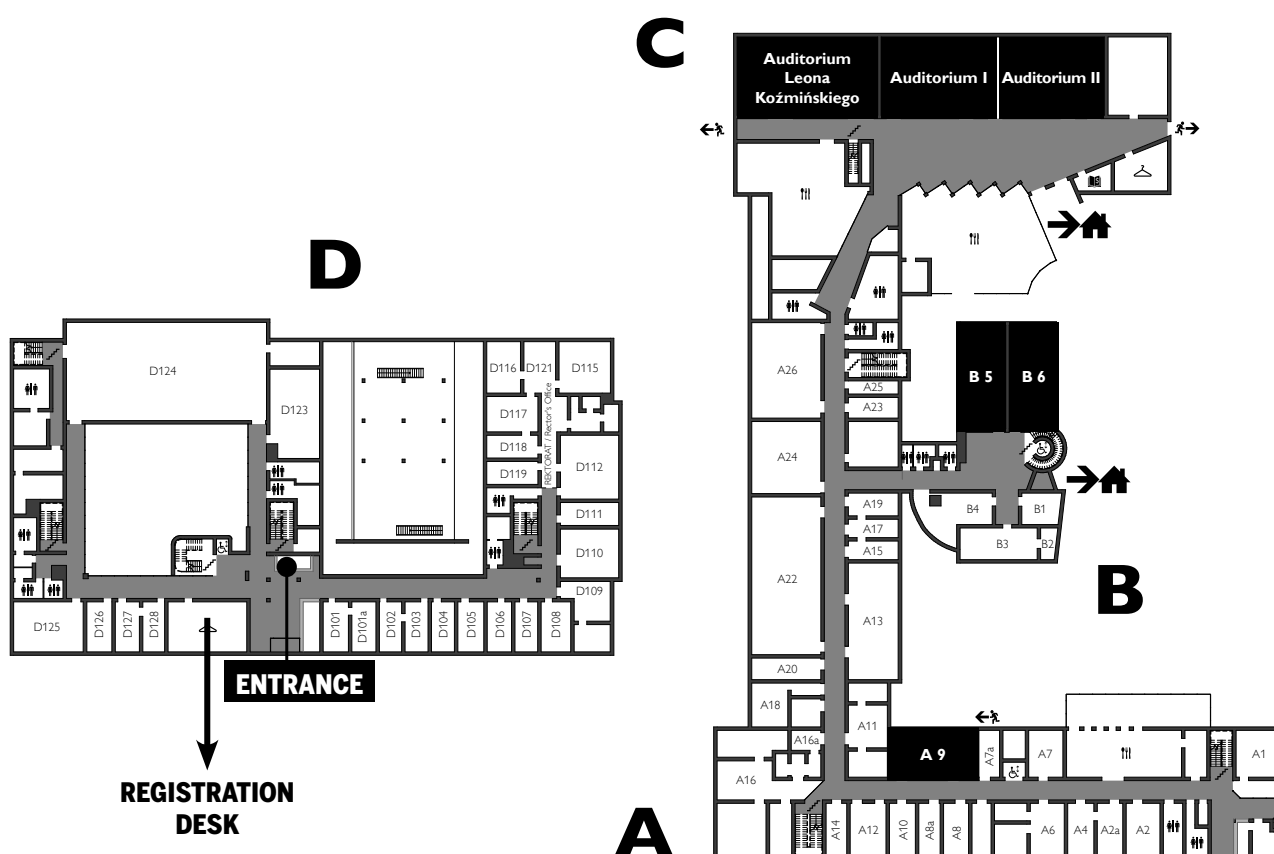 C
Auditorium
Leona
Koźmińskiego
Auditorium I
Auditorium II
D
D124
D123
D116
D121
D115
D117
D118
D119
REKTORAT / Rector's Office
D112
D111
D110
D109
D125
D126
D127
D128
D101
D101a
D102
D103
D104
D105
D106
D107
D108
ENTRANCE
REGISTRATION
DESK
A26
A25
A23
A24
B 5
B 6
A19
A17
A15
B4
B1
B3
B2
B
A22
A13
A20
A18
A11
A16a
A16
A 9
A7a
A7
A1
A
A14
A12
A10
A8a
A8
A6
A4
A2a
A2